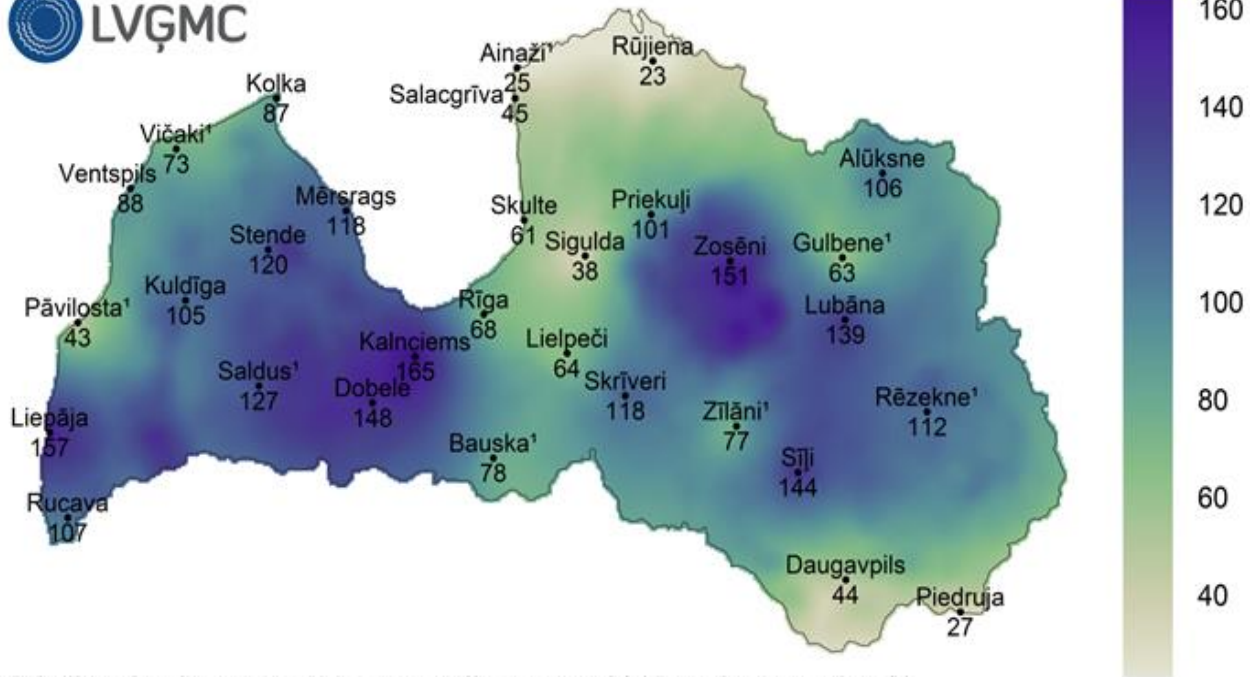 LVĢMC
160
Ainaži¹
25
Rūjiena
23
Salacgrīva
45
Kolka
87
140
Vičaki¹
73
Ventspils
88
Alūksne
106
Mērsrags
118
Priekuļi
101
120
Skulte
61
Stende
120
Sigulda
38
Zosēni
151
Gulbene¹
63
Kuldīga
105
Pāvilosta¹
43
Rīga
68
Lubāna
139
100
Kalnciems
165
Lielpeči
64
Saldus¹
127
Dobele
148
Skrīveri
118
Rēzekne¹
112
80
Zīlāni¹
77
Liepāja
157
Bauska¹
78
Sīļi
144
60
Rucava
107
Daugavpils
44
Piedruja
27
40